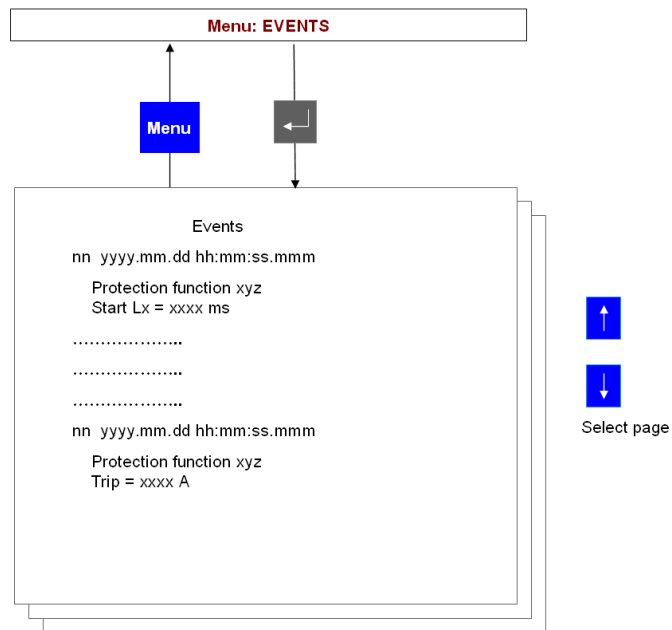 Menu: EVENTS
Menu
Events
nn yyyy.mm.dd hh:mm:ss.mmm
Protection function xyz
Start Lx = xxxx ms
......................
......................
......................
nn yyyy.mm.dd hh:mm:ss.mmm
Protection function xyz
Trip = xxxx A
Select page